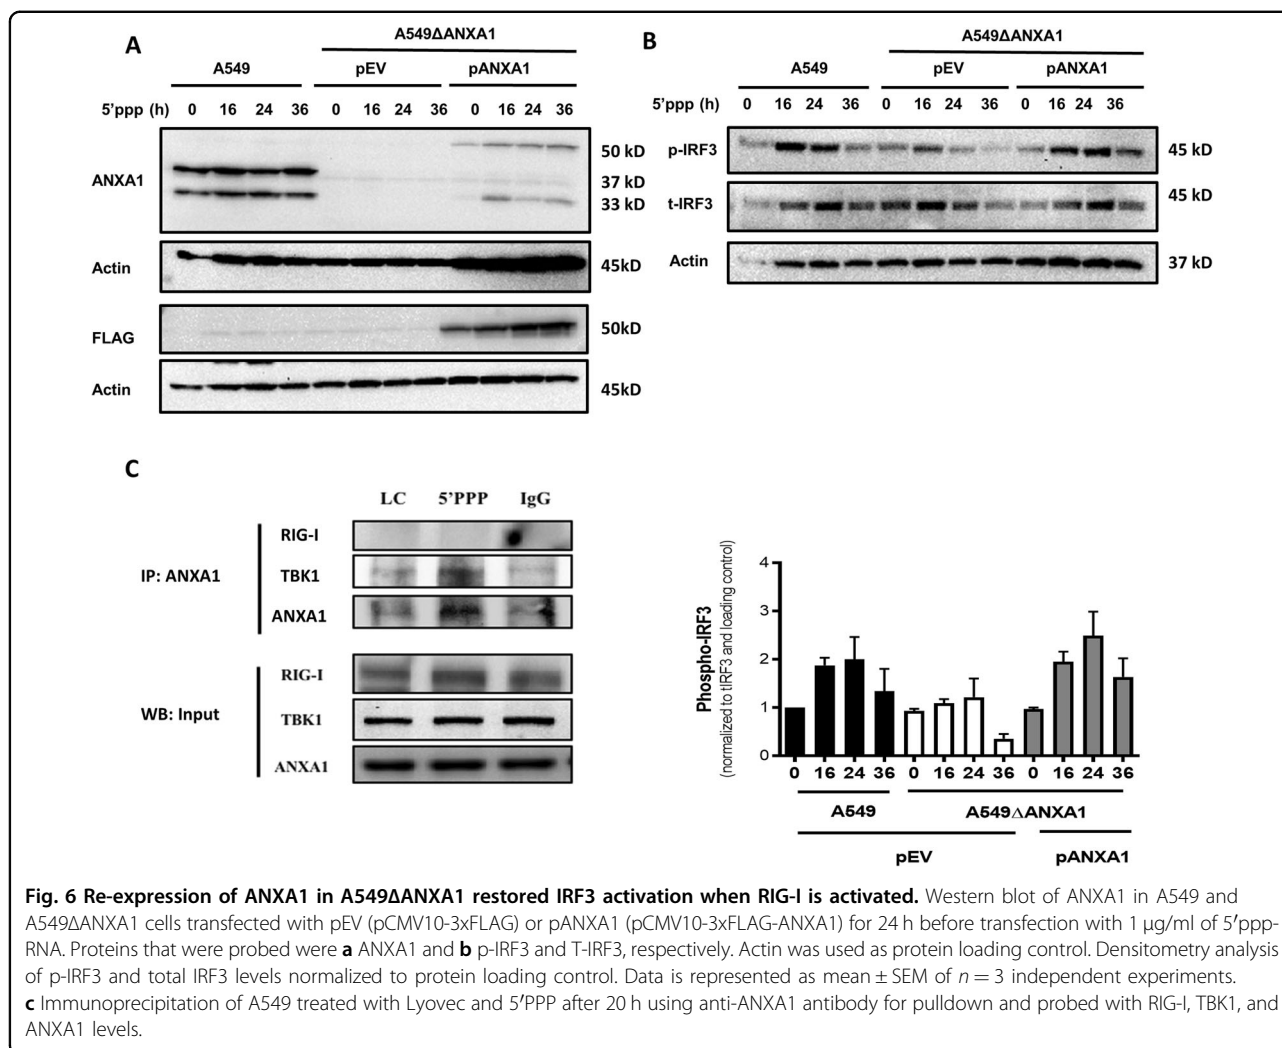 A
A549ΔANXA1
A549 pEV pANXA1
5'ppp (h) 0 16 24 36 0 16 24 36 0 16 24 36
ANXA1
50 kD
37 kD
33 kD
Actin 45kD
FLAG 50kD
Actin 45kD
B
A549ΔANXA1
A549 pEV pANXA1
5'ppp (h) 0 16 24 36 0 16 24 36 0 16 24 36
p-IRF3 45 kD
t-IRF3 45 kD
Actin 37 kD
C
LC 5'PPP IgG
IP: ANXA1
RIG-I
TBK1
ANXA1
WB: Input
RIG-I
TBK1
ANXA1
Phospho-IRF3
(normalized to tIRF3 and loading control)
4
3
2
1
0
0 16 24 36 0 16 24 36 0 16 24 36
A549 A549ΔANXA1
pEV pANXA1
Fig. 6 Re-expression of ANXA1 in A549ΔANXA1 restored IRF3 activation when RIG-I is activated. Western blot of ANXA1 in A549 and
A549ΔANXA1 cells transfected with pEV (pCMV10-3xFLAG) or pANXA1 (pCMV10-3xFLAG-ANXA1) for 24 h before transfection with 1 µg/ml of 5′ppp-
RNA. Proteins that were probed were a ANXA1 and b p-IRF3 and T-IRF3, respectively. Actin was used as protein loading control. Densitometry analysis
of p-IRF3 and total IRF3 levels normalized to protein loading control. Data is represented as mean ± SEM of n = 3 independent experiments.
c Immunoprecipitation of A549 treated with Lyovec and 5′PPP after 20 h using anti-ANXA1 antibody for pulldown and probed with RIG-I, TBK1, and
ANXA1 levels.